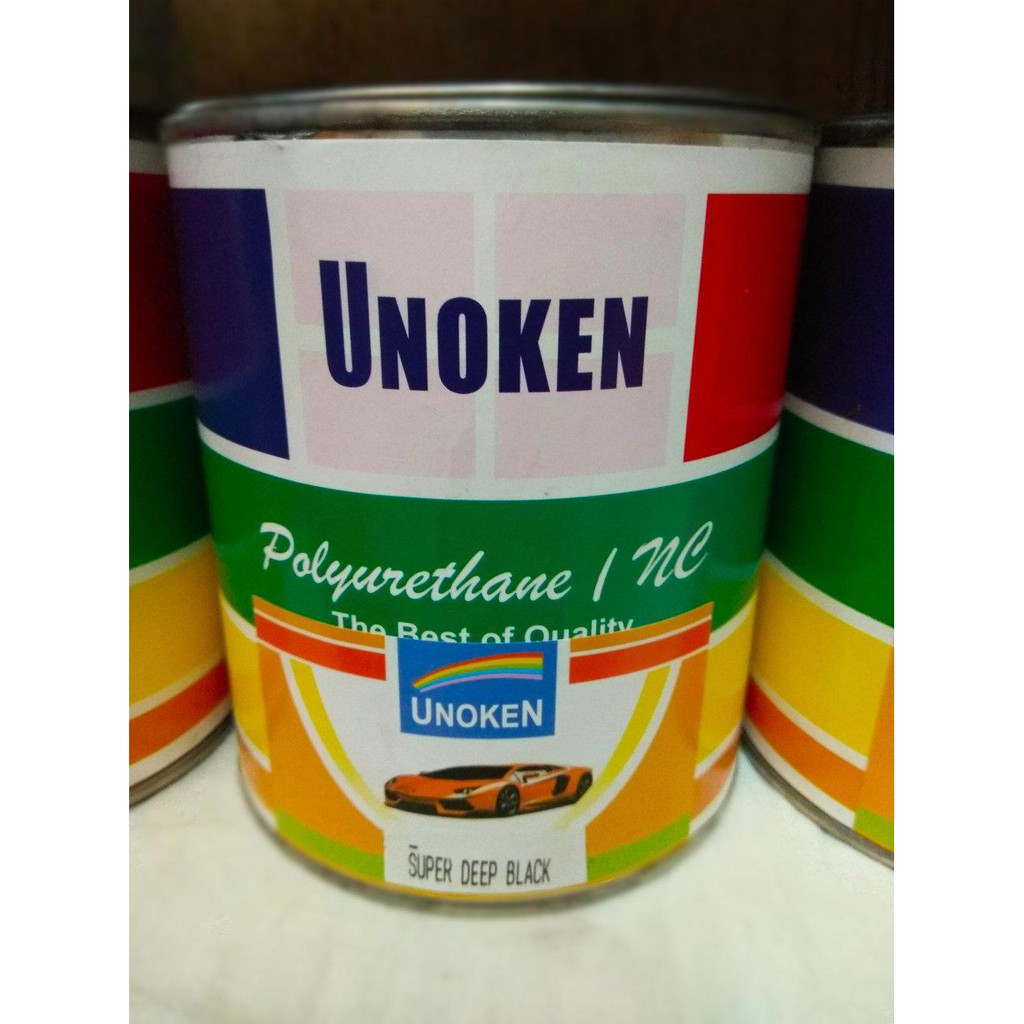 UNOKEN
Polyurethane / NC
The Best of Quality
UNOKEN
SUPER DEEP BLACK